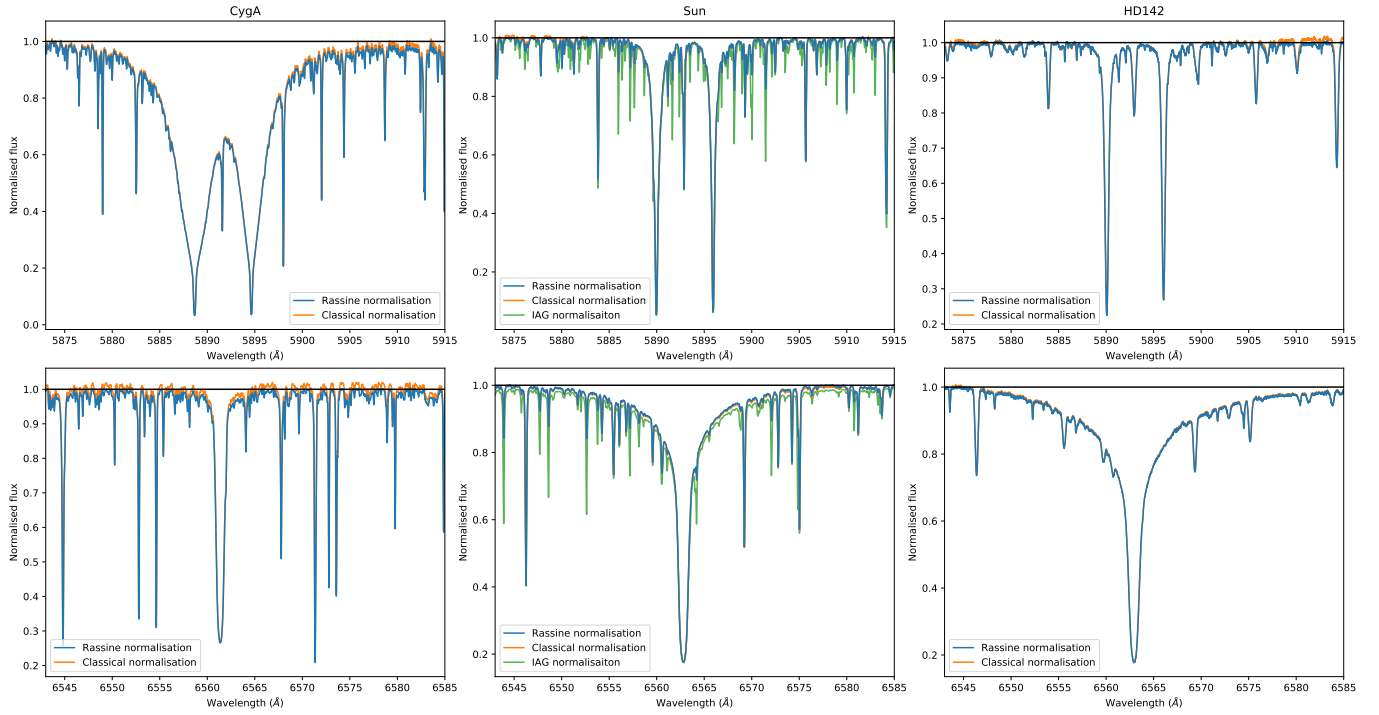 CygA
Sun
HD142
Normalised flux
1.0
0.8
0.6
0.4
0.2
0.0
Rassine normalisation
Classical normalisation
5875 5880 5885 5890 5895 5900 5905 5910 5915
Wavelength (Å)
Normalised flux
1.0
0.8
0.6
0.4
0.2
Rassine normalisation
Classical normalisation
IAG normalisaiton
5875 5880 5885 5890 5895 5900 5905 5910 5915
Wavelength (Å)
Normalised flux
1.0
0.9
0.8
0.7
0.6
0.5
0.4
0.3
0.2
Rassine normalisation
Classical normalisation
5875 5880 5885 5890 5895 5900 5905 5910 5915
Wavelength (Å)
Normalised flux
1.0
0.9
0.8
0.7
0.6
0.5
0.4
0.3
0.2
Rassine normalisation
Classical normalisation
6545 6550 6555 6560 6565 6570 6575 6580 6585
Wavelength (Å)
Normalised flux
1.0
0.8
0.6
0.4
0.2
Rassine normalisation
Classical normalisation
IAG normalisaiton
6545 6550 6555 6560 6565 6570 6575 6580 6585
Wavelength (Å)
Normalised flux
1.0
0.8
0.6
0.4
0.2
Rassine normalisation
Classical normalisation
6545 6550 6555 6560 6565 6570 6575 6580 6585
Wavelength (Å)